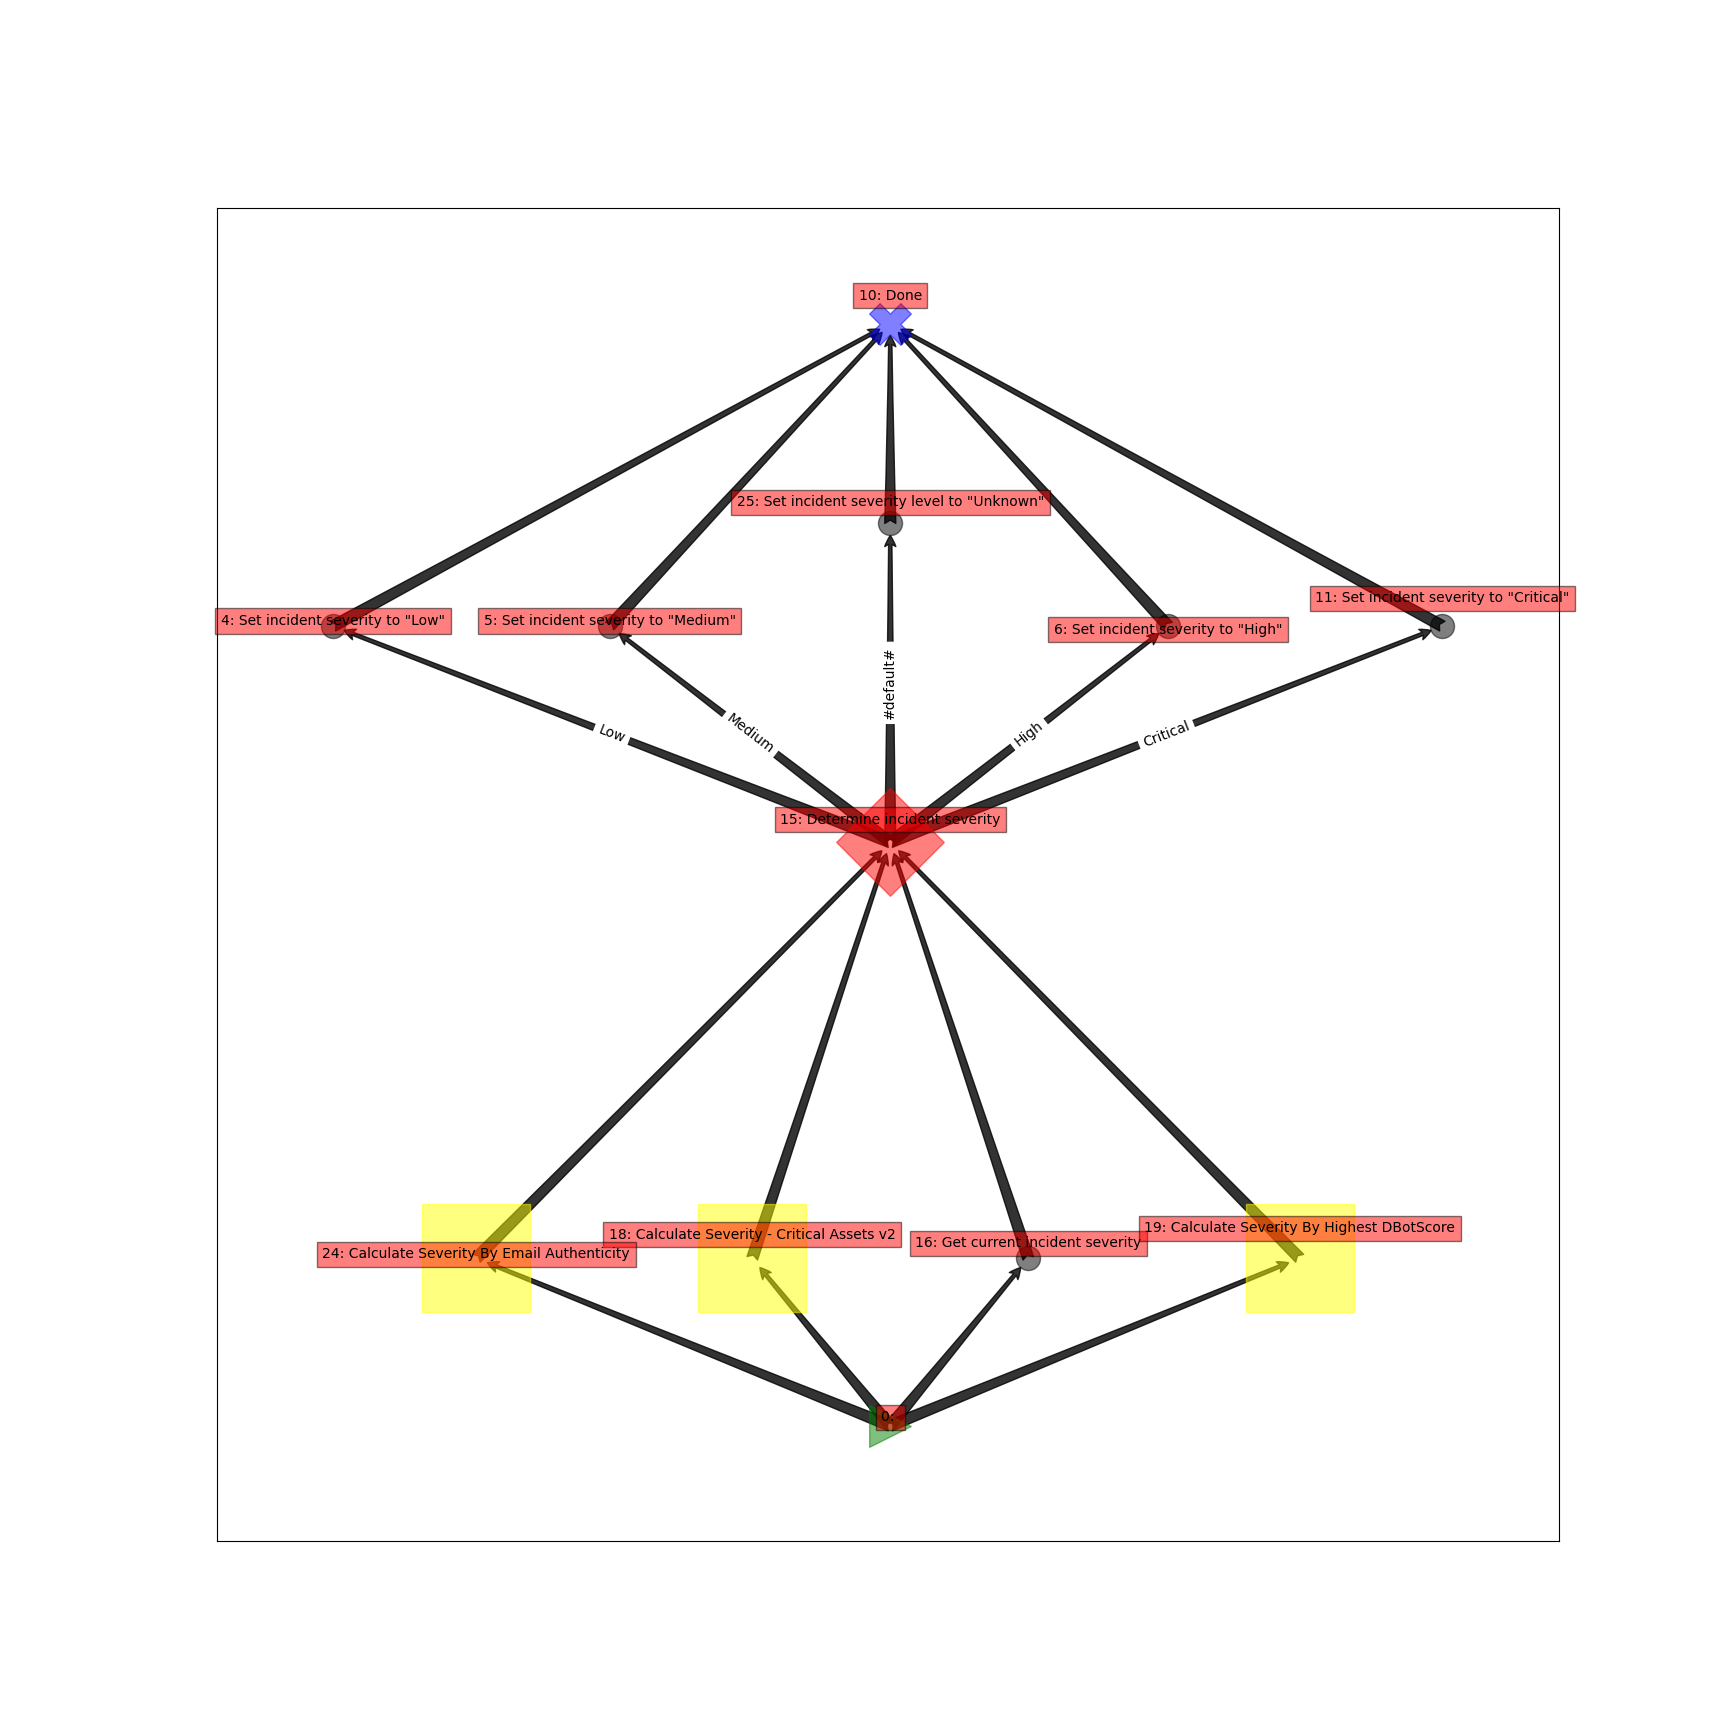 10: Done
25: Set incident severity level to "Unknown"
11: Set incident severity to "Critical"
4: Set incident severity to "Low"
5: Set incident severity to "Medium"
6: Set incident severity to "High"
#default#
Low
Medium
High
Critical
15: Determine incident severity
19: Calculate Severity By Highest DBotScore
18: Calculate Severity - Critical Assets v2
16: Get current incident severity
24: Calculate Severity By Email Authenticity
0: